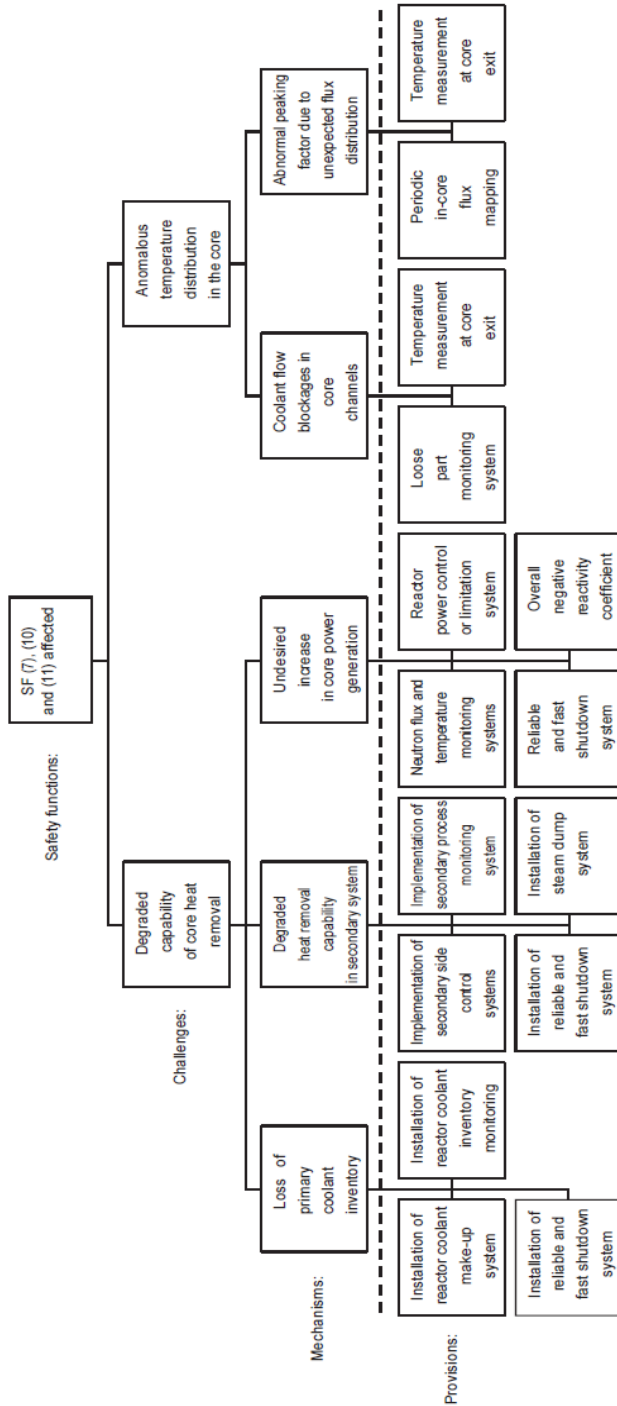 Safety functions:
SF (7), (10)
and (11) affected
Challenges:
Degraded
capability
of core heat
removal
Anomalous
temperature
distribution
in the core
Mechanisms:
Loss of
primary
coolant
inventory
Degraded
heat removal
capability
in secondary system
Undesired
increase
in core power
generation
Coolant flow
blockages in
core
channels
Abnormal peaking
factor due to
unexpected flux
distribution
Provisions:
Installation of
reactor coolant
make-up
system
Installation of
reactor coolant
inventory
monitoring
Implementation of
secondary side
control
systems
Implementation of
secondary process
monitoring
system
Neutron flux and
temperature
monitoring
systems
Reactor
power control
or limitation
system
Loose
part
monitoring
system
Temperature
measurement
at core
exit
Periodic
in-core
flux
mapping
Temperature
measurement
at core
exit
Installation of
reliable and
fast shutdown
system
Installation of
reliable and
fast shutdown
system
Installation of
steam dump
system
Reliable
and fast
shutdown
system
Overall
negative
reactivity
coefficient